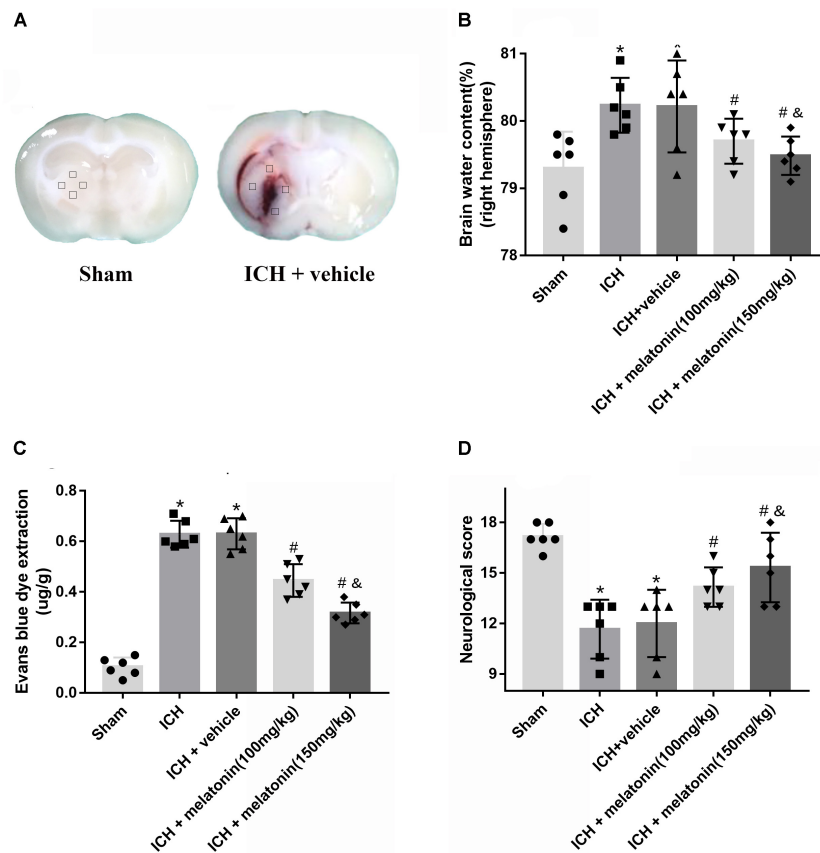 A
Sham
ICH + vehicle
B
Brain water content(%)
(right hemisphere)
81
80
79
78
*
^
#
# &
Sham
ICH
ICH+vehicle
ICH + melatonin(100mg/kg)
ICH + melatonin(150mg/kg)
C
Evans blue dye extraction
(ug/g)
0.8
0.6
0.4
0.2
0.0
*
*
#
# &
Sham
ICH
ICH + vehicle
ICH + melatonin(100mg/kg)
ICH + melatonin(150mg/kg)
D
Neurological score
18
15
12
9
*
*
#
# &
Sham
ICH
ICH+vehicle
ICH + melatonin(100mg/kg)
ICH + melatonin(150mg/kg)